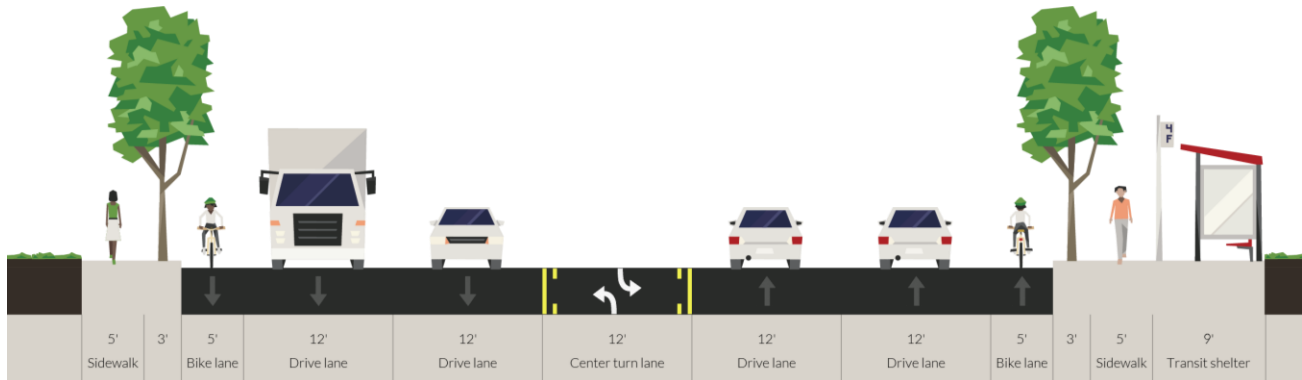 4
F
5' 3' 5' 12' 12' 12' 12' 12' 5' 3' 5' 9'
Sidewalk Bike lane Drive lane Drive lane Center turn lane Drive lane Drive lane Bike lane Sidewalk Transit shelter